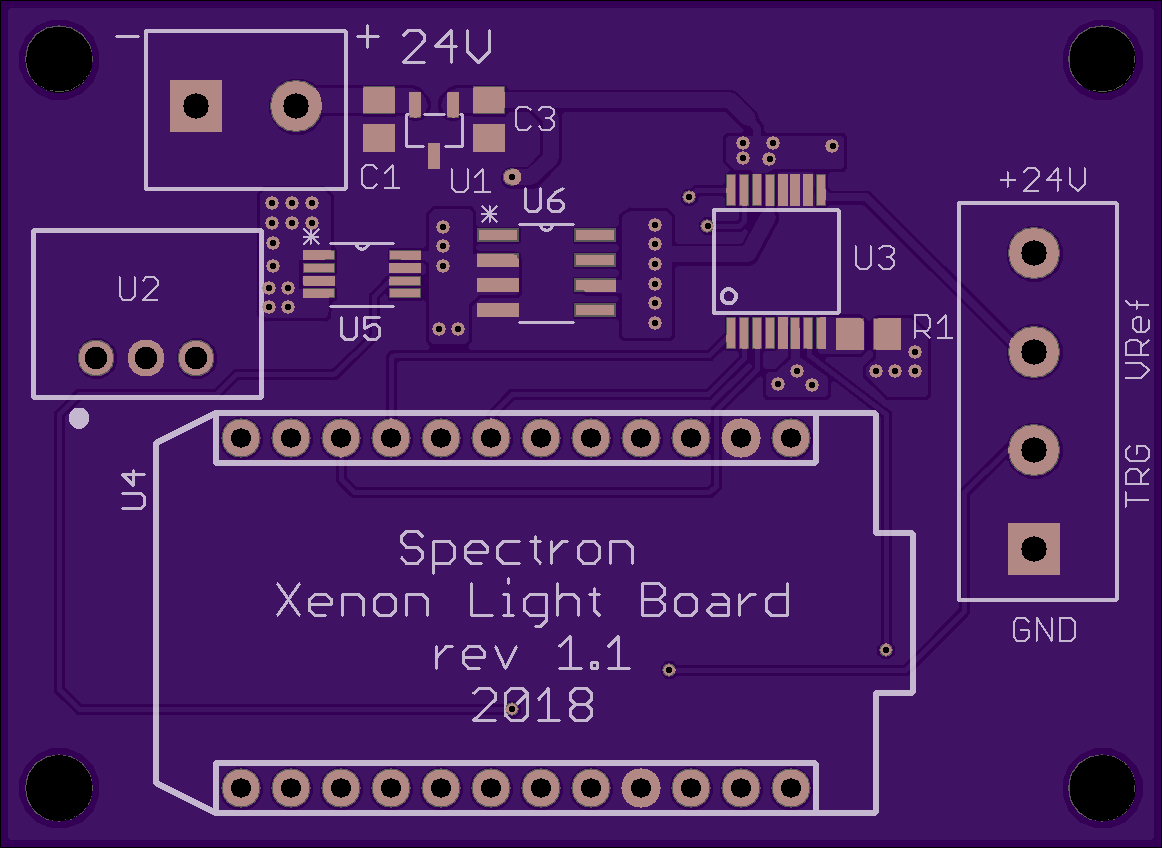 - + 24V
C3
C1
U1
U6
+24V
U2
U5
U3
R1
VRef
U4
TRG
Spectron
Xenon Light Board
rev 1.1
2018
GND